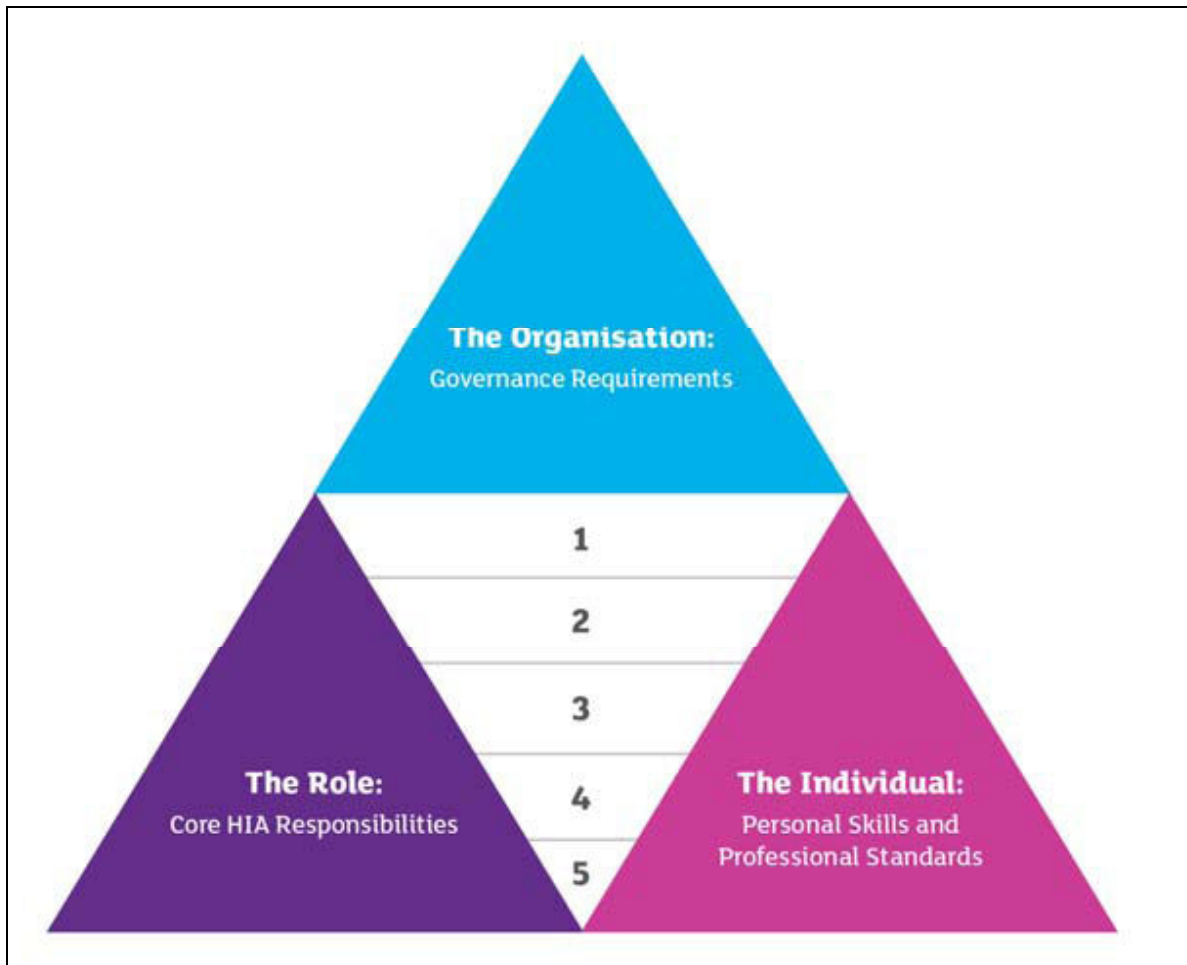 The Organisation:
Governance Requirements
1
2
3
4
5
The Role:
Core HIA Responsibilities
The Individual:
Personal Skills and
Professional Standards